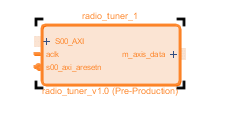 radio_tuner_1
S00_AXI
aclk m_axis_data
s00_axi_aresetn
radio_tuner_v1.0 (Pre-Production)